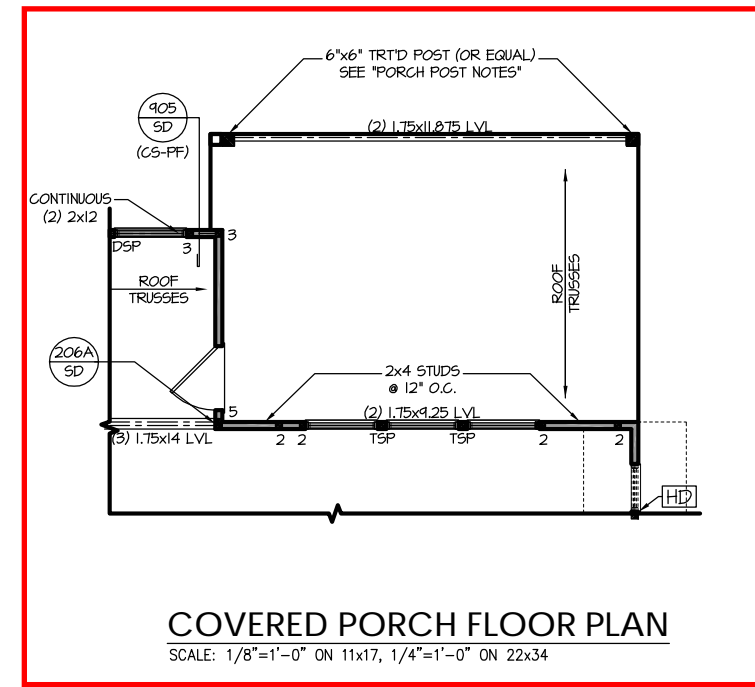 6"x6" TRT'D POST (OR EQUAL)
SEE "PORCH POST NOTES"
905
SD
(CS-PF)
(2) 1.75x11.875 LVL
CONTINUOUS
(2) 2x12
DSP
3
3
ROOF
TRUSSES
ROOF
TRUSSES
206A
SD
2x4 STUDS
@ 12" O.C.
5
(2) 1.75x9.25 LVL
(3) 1.75x14 LVL
2
2
TSP
TSP
2
2
HD
COVERED PORCH FLOOR PLAN
SCALE: 1/8"=1'-0" ON 11x17, 1/4"=1'-0" ON 22x34